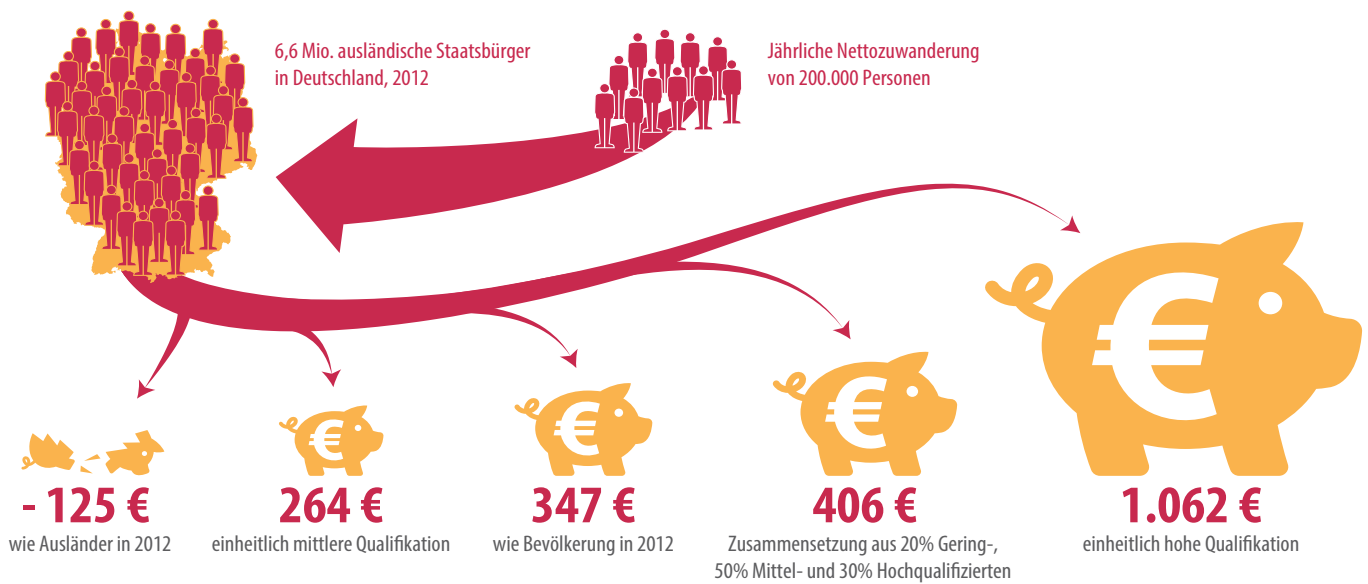 6,6 Mio. ausländische Staatsbürger
in Deutschland, 2012
Jährliche Nettozuwanderung
von 200.000 Personen
€
€
€
€
- 125 €
wie Ausländer in 2012
264 €
einheitlich mittlere Qualifikation
347 €
wie Bevölkerung in 2012
406 €
Zusammensetzung aus 20% Gering-,
50% Mittel- und 30% Hochqualifizierten
1.062 €
einheitlich hohe Qualifikation